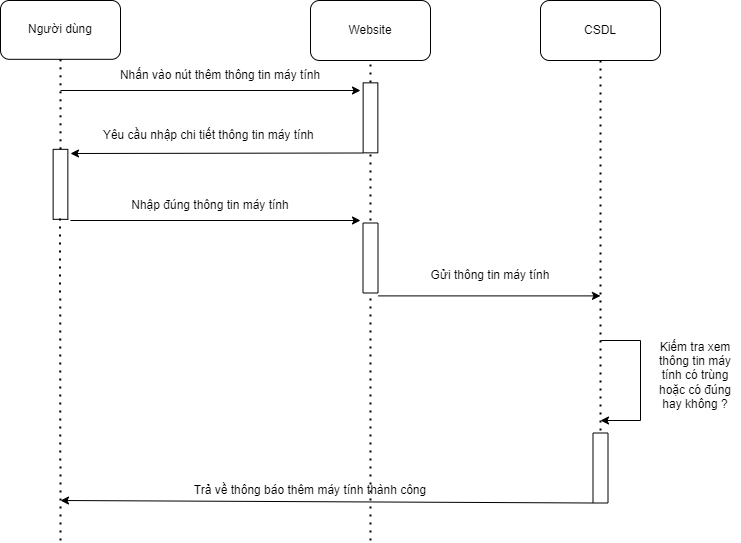 Người dùng
Website
CSDL
Nhấn vào nút thêm thông tin máy tính
Yêu cầu nhập chi tiết thông tin máy tính
Nhập đúng thông tin máy tính
Gửi thông tin máy tính
Kiểm tra xem
thông tin máy
tính có trùng
hoặc có đúng
hay không ?
Trả về thông báo thêm máy tính thành công